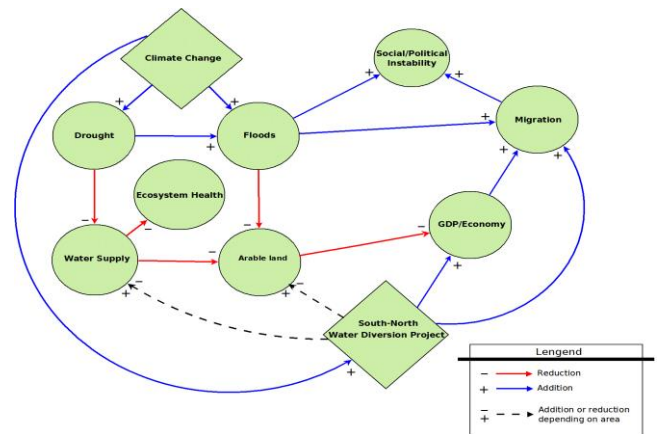 Climate Change
Social/Political
Instability
Drought
Floods
Migration
Ecosystem Health
GDP/Economy
Water Supply
Arable land
South-North
Water Diversion Project
Lengend
− Reduction
+ Addition
− Addition or reduction
+ depending on area